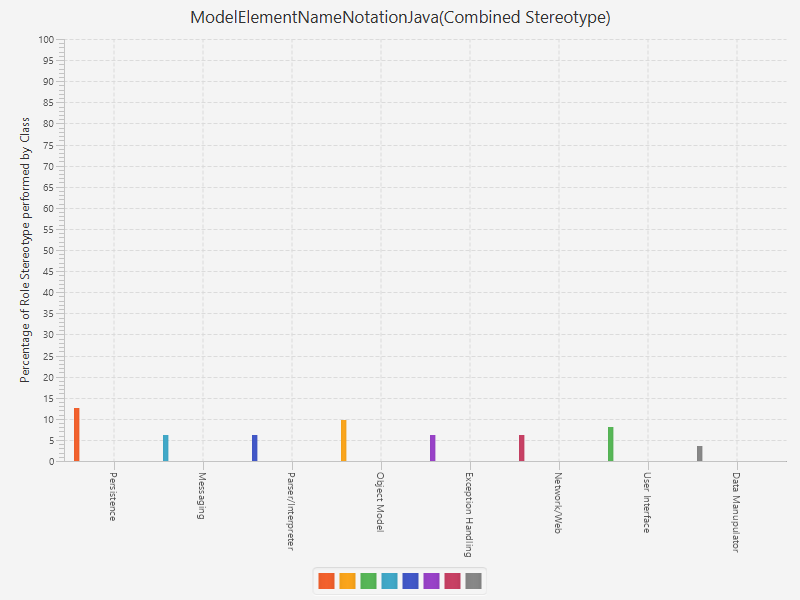 ModelElementNameNotationJava(Combined Stereotype)
Percentage of Role Stereotype performed by Class
100
95
90
85
80
75
70
65
60
55
50
45
40
35
30
25
20
15
10
5
0
Persistence
Messaging
Parser/Interpreter
Object Model
Exception Handling
Network/Web
User Interface
Data Manupulator